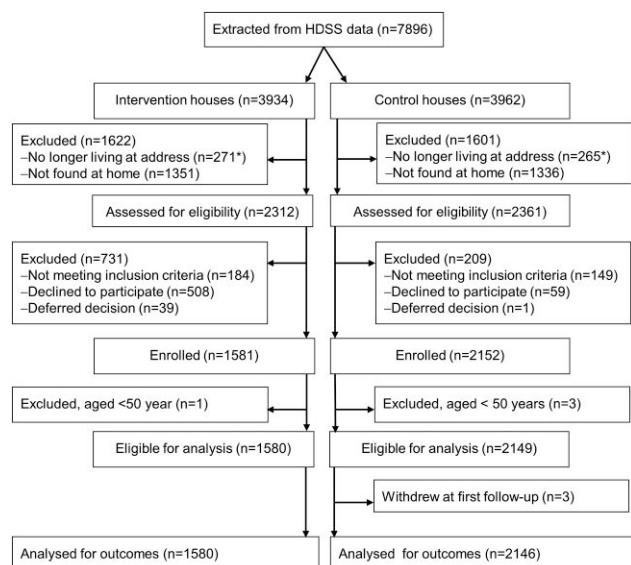 Extracted from HDSS data (n=7896)
Intervention houses (n=3934)
Control houses (n=3962)
Excluded (n=1622)
–No longer living at address (n=271*)
–Not found at home (n=1351)
Excluded (n=1601)
–No longer living at address (n=265*)
–Not found at home (n=1336)
Assessed for eligibility (n=2312)
Assessed for eligibility (n=2361)
Excluded (n=731)
–Not meeting inclusion criteria (n=184)
–Declined to participate (n=508)
–Deferred decision (n=39)
Excluded (n=209)
–Not meeting inclusion criteria (n=149)
–Declined to participate (n=59)
–Deferred decision (n=1)
Enrolled (n=1581)
Enrolled (n=2152)
Excluded, aged <50 year (n=1)
Excluded, aged < 50 years (n=3)
Eligible for analysis (n=1580)
Eligible for analysis (n=2149)
Withdrew at first follow-up (n=3)
Analysed for outcomes (n=1580)
Analysed for outcomes (n=2146)